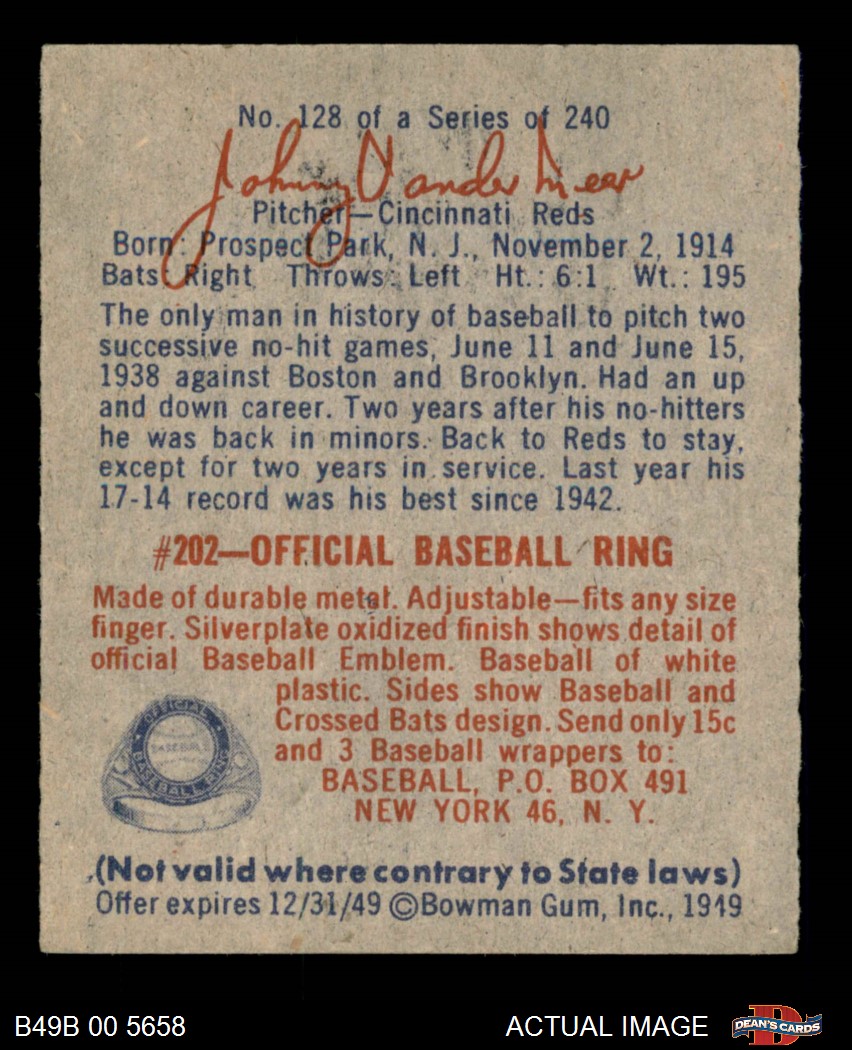 No. 128 of a Series of 240
Johnny Vander Meer
Pitcher—Cincinnati Reds
Born: Prospect Park, N. J., November 2, 1914
Bats: Right Throws: Left Ht.: 6:1 Wt.: 195
The only man in history of baseball to pitch two
successive no-hit games, June 11 and June 15,
1938 against Boston and Brooklyn. Had an up
and down career. Two years after his no-hitters
he was back in minors. Back to Reds to stay,
except for two years in service. Last year his
17-14 record was his best since 1942.
#202—OFFICIAL BASEBALL RING
Made of durable metal. Adjustable—fits any size
finger. Silverplate oxidized finish shows detail of
official Baseball Emblem. Baseball of white
plastic. Sides show Baseball and
Crossed Bats design. Send only 15c
and 3 Baseball wrappers to:
BASEBALL, P.O. BOX 491
NEW YORK 46, N. Y.
OFFICIAL
BASEBALL
BASEBALL RING
(Not valid where contrary to State laws)
Offer expires 12/31/49 ©Bowman Gum, Inc., 1949
B49B 00 5658
ACTUAL IMAGE
D
DEAN'S CARDS